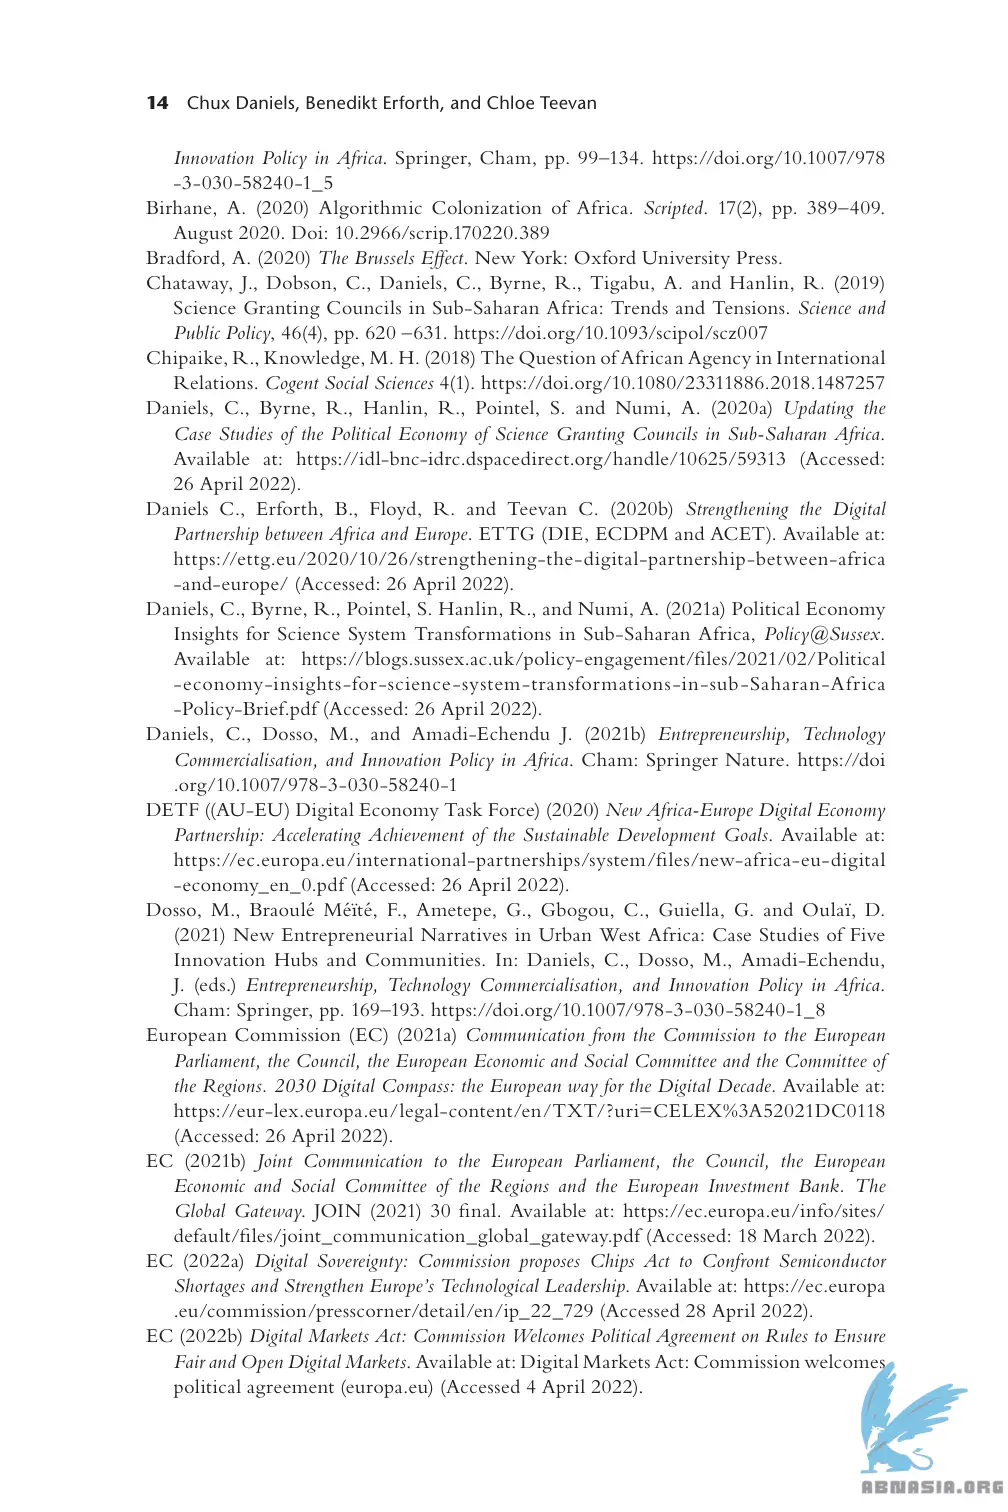 14 Chux Daniels, Benedikt Erforth, and Chloe Teevan
Innovation Policy in Africa. Springer, Cham, pp. 99–134. https://doi.org/10.1007/978
-3-030-58240-1_5
Birhane, A. (2020) Algorithmic Colonization of Africa. Scripted. 17(2), pp. 389–409.
August 2020. Doi: 10.2966/scrip.170220.389
Bradford, A. (2020) The Brussels Effect. New York: Oxford University Press.
Chataway, J., Dobson, C., Daniels, C., Byrne, R., Tigabu, A. and Hanlin, R. (2019)
Science Granting Councils in Sub-Saharan Africa: Trends and Tensions. Science and
Public Policy, 46(4), pp. 620 –631. https://doi.org/10.1093/scipol/scz007
Chipaike, R., Knowledge, M. H. (2018) The Question of African Agency in International
Relations. Cogent Social Sciences 4(1). https://doi.org/10.1080/23311886.2018.1487257
Daniels, C., Byrne, R., Hanlin, R., Pointel, S. and Numi, A. (2020a) Updating the
Case Studies of the Political Economy of Science Granting Councils in Sub-Saharan Africa.
Available at: https://idl-bnc-idrc.dspacedirect.org/handle/10625/59313 (Accessed:
26 April 2022).
Daniels C., Erforth, B., Floyd, R. and Teevan C. (2020b) Strengthening the Digital
Partnership between Africa and Europe. ETTG (DIE, ECDPM and ACET). Available at:
https://ettg.eu/2020/10/26/strengthening-the-digital-partnership-between-africa
-and-europe/ (Accessed: 26 April 2022).
Daniels, C., Byrne, R., Pointel, S. Hanlin, R., and Numi, A. (2021a) Political Economy
Insights for Science System Transformations in Sub-Saharan Africa, Policy@Sussex.
Available at: https://blogs.sussex.ac.uk/policy-engagement/files/2021/02/Political
-economy-insights-for-science-system-transformations-in-sub-Saharan-Africa
-Policy-Brief.pdf (Accessed: 26 April 2022).
Daniels, C., Dosso, M., and Amadi-Echendu J. (2021b) Entrepreneurship, Technology
Commercialisation, and Innovation Policy in Africa. Cham: Springer Nature. https://doi
.org/10.1007/978-3-030-58240-1
DETF ((AU-EU) Digital Economy Task Force) (2020) New Africa-Europe Digital Economy
Partnership: Accelerating Achievement of the Sustainable Development Goals. Available at:
https://ec.europa.eu/international-partnerships/system/files/new-africa-eu-digital
-economy_en_0.pdf (Accessed: 26 April 2022).
Dosso, M., Braoulé Méïté, F., Ametepe, G., Gbogou, C., Guiella, G. and Oulaï, D.
(2021) New Entrepreneurial Narratives in Urban West Africa: Case Studies of Five
Innovation Hubs and Communities. In: Daniels, C., Dosso, M., Amadi-Echendu,
J. (eds.) Entrepreneurship, Technology Commercialisation, and Innovation Policy in Africa.
Cham: Springer, pp. 169–193. https://doi.org/10.1007/978-3-030-58240-1_8
European Commission (EC) (2021a) Communication from the Commission to the European
Parliament, the Council, the European Economic and Social Committee and the Committee of
the Regions. 2030 Digital Compass: the European way for the Digital Decade. Available at:
https://eur-lex.europa.eu/legal-content/en/TXT/?uri=CELEX%3A52021DC0118
(Accessed: 26 April 2022).
EC (2021b) Joint Communication to the European Parliament, the Council, the European
Economic and Social Committee of the Regions and the European Investment Bank. The
Global Gateway. JOIN (2021) 30 final. Available at: https://ec.europa.eu/info/sites/
default/files/joint_communication_global_gateway.pdf (Accessed: 18 March 2022).
EC (2022a) Digital Sovereignty: Commission proposes Chips Act to Confront Semiconductor
Shortages and Strengthen Europe's Technological Leadership. Available at: https://ec.europa
.eu/commission/presscorner/detail/en/ip_22_729 (Accessed 28 April 2022).
EC (2022b) Digital Markets Act: Commission Welcomes Political Agreement on Rules to Ensure
Fair and Open Digital Markets. Available at: Digital Markets Act: Commission welcomes
political agreement (europa.eu) (Accessed 4 April 2022).
ABNASIA.ORG